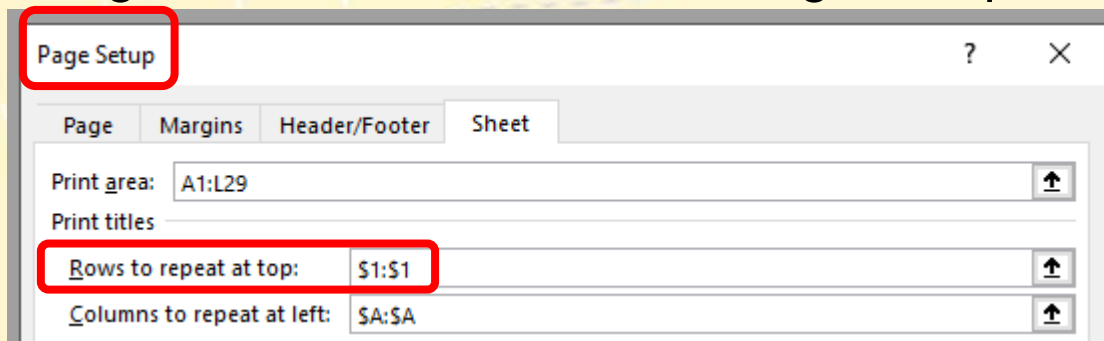 Page Setup ? ×
Page Margins Header/Footer Sheet
Print area: A1:L29
Print titles
Rows to repeat at top: $1:$1
Columns to repeat at left: $A:$A